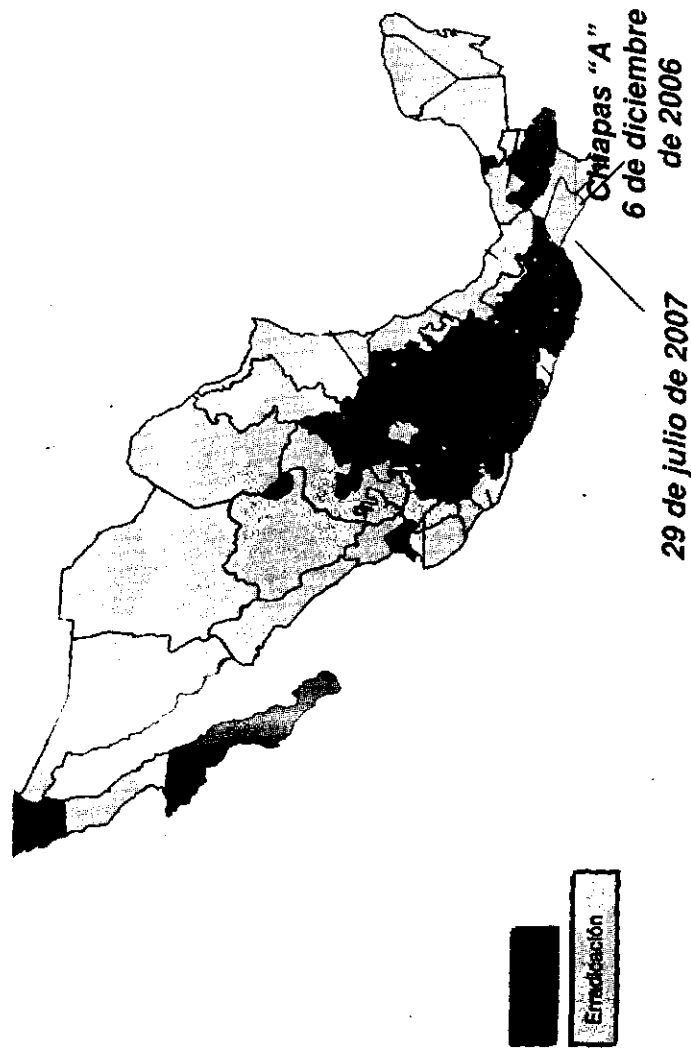 Chiapas "A"
6 de diciembre
de 2006
29 de julio de 2007
Erradicación